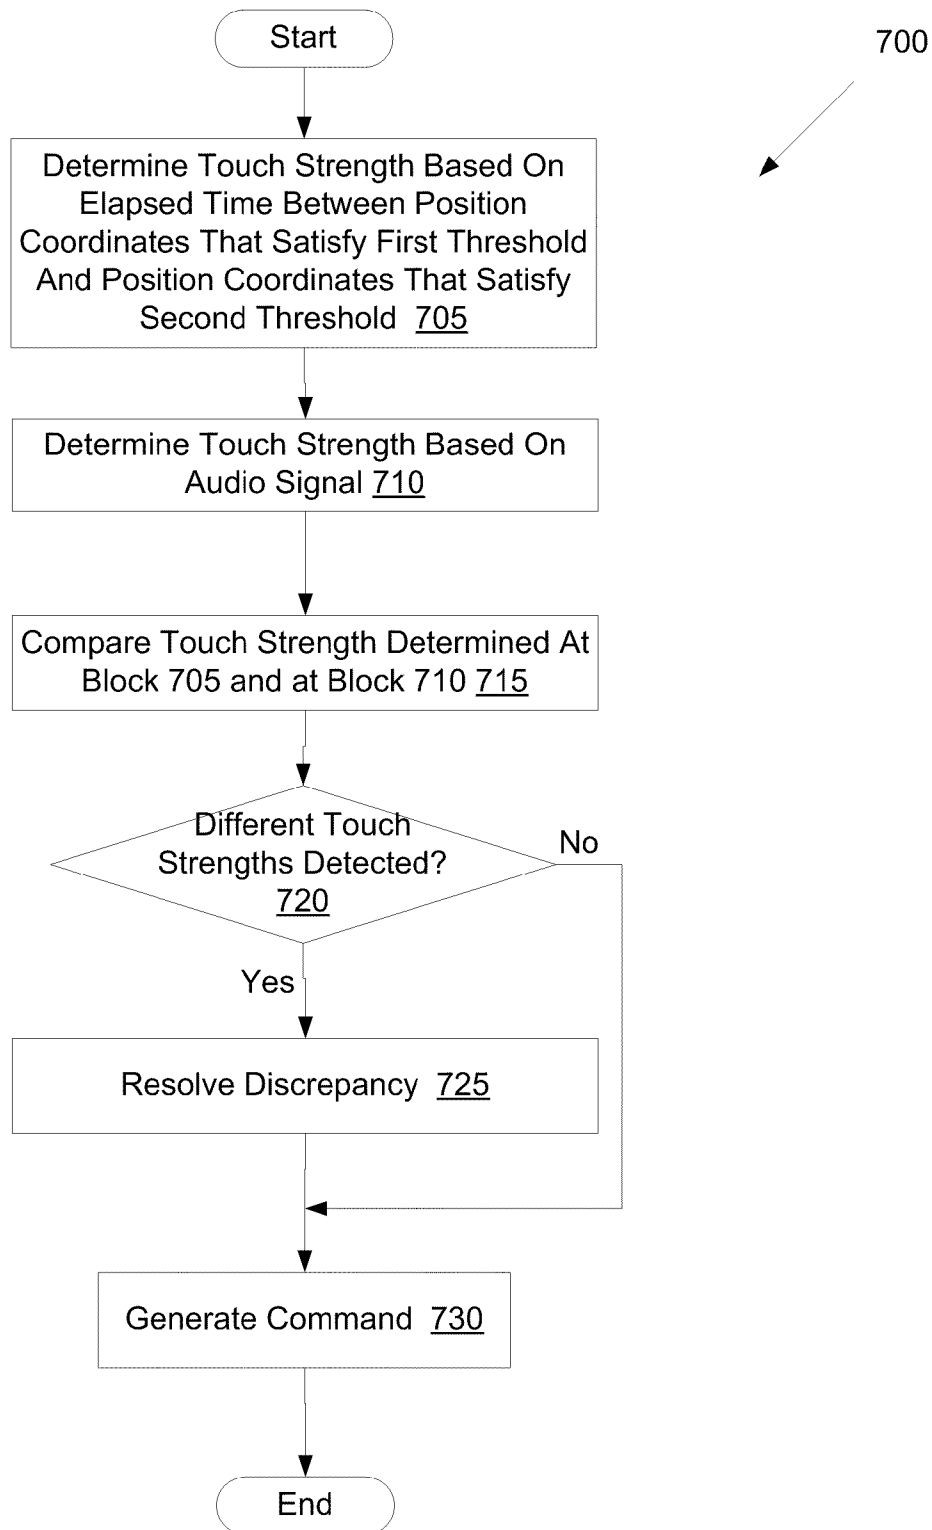 Start
700
Determine Touch Strength Based On
Elapsed Time Between Position
Coordinates That Satisfy First Threshold
And Position Coordinates That Satisfy
Second Threshold 705
Determine Touch Strength Based On
Audio Signal 710
Compare Touch Strength Determined At
Block 705 and at Block 710 715
Different Touch
Strengths Detected?
720
No
Yes
Resolve Discrepancy 725
Generate Command 730
End